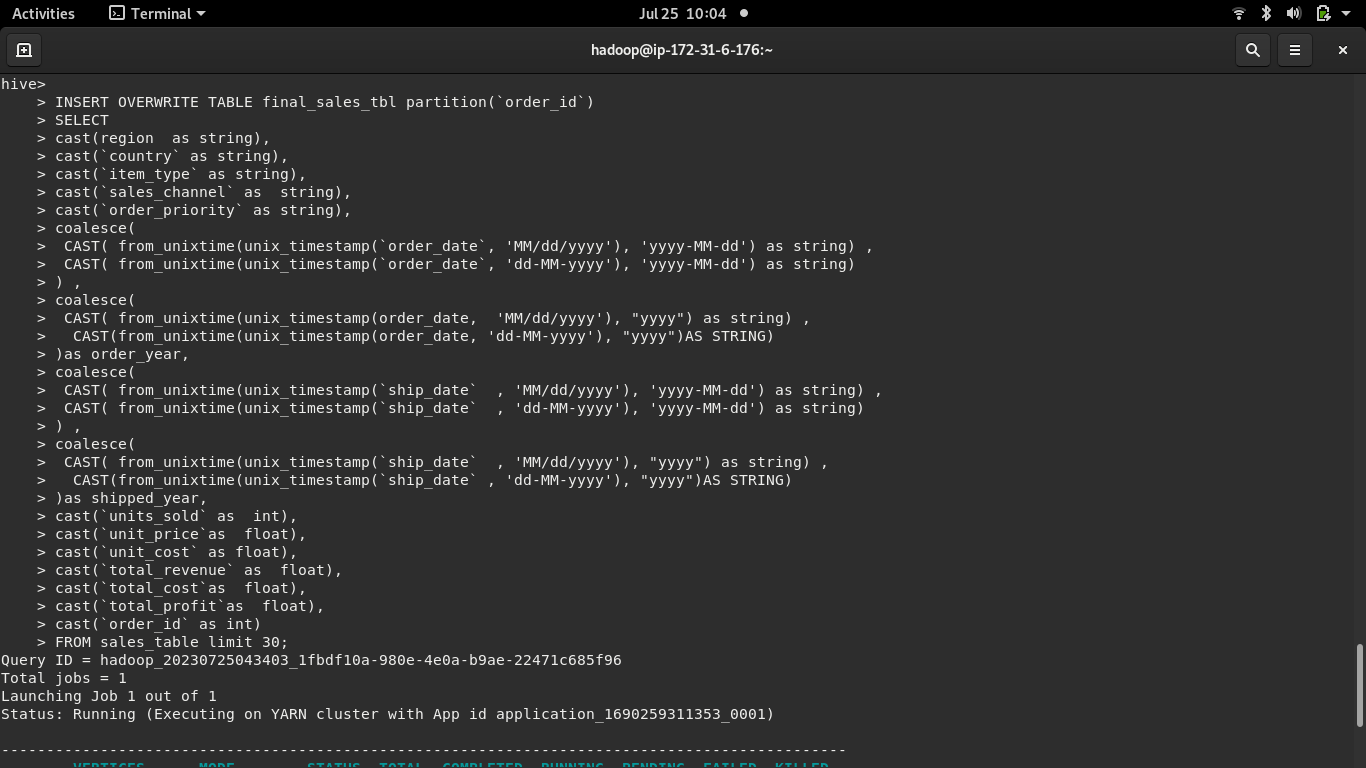 Activities Terminal Jul 25 10:04
hadoop@ip-172-31-6-176:~
hive>
    > INSERT OVERWRITE TABLE final_sales_tbl partition(`order_id`)
    > SELECT
    > cast(region  as string),
    > cast(`country` as string),
    > cast(`item_type` as string),
    > cast(`sales_channel` as  string),
    > cast(`order_priority` as string),
    > coalesce(
    >  CAST( from_unixtime(unix_timestamp(`order_date`, 'MM/dd/yyyy'), 'yyyy-MM-dd') as string) ,
    >  CAST( from_unixtime(unix_timestamp(`order_date`, 'dd-MM-yyyy'), 'yyyy-MM-dd') as string)
    > ) ,
    > coalesce(
    >  CAST( from_unixtime(unix_timestamp(order_date,  'MM/dd/yyyy'), "yyyy") as string) ,
    >   CAST(from_unixtime(unix_timestamp(order_date, 'dd-MM-yyyy'), "yyyy")AS STRING)
    > )as order_year,
    > coalesce(
    >  CAST( from_unixtime(unix_timestamp(`ship_date`  , 'MM/dd/yyyy'), 'yyyy-MM-dd') as string) ,
    >  CAST( from_unixtime(unix_timestamp(`ship_date`  , 'dd-MM-yyyy'), 'yyyy-MM-dd') as string)
    > ) ,
    > coalesce(
    >  CAST( from_unixtime(unix_timestamp(`ship_date`  , 'MM/dd/yyyy'), "yyyy") as string) ,
    >   CAST(from_unixtime(unix_timestamp(`ship_date` , 'dd-MM-yyyy'), "yyyy")AS STRING)
    > )as shipped_year,
    > cast(`units_sold` as  int),
    > cast(`unit_price`as  float),
    > cast(`unit_cost` as float),
    > cast(`total_revenue` as  float),
    > cast(`total_cost`as  float),
    > cast(`total_profit`as  float),
    > cast(`order_id` as int)
    > FROM sales_table limit 30;
Query ID = hadoop_20230725043403_1fbdf10a-980e-4e0a-b9ae-22471c685f96
Total jobs = 1
Launching Job 1 out of 1
Status: Running (Executing on YARN cluster with App id application_1690259311353_0001)
----------------------------------------------------------------------------------------------
        VERTICES      MODE        STATUS  TOTAL  COMPLETED  RUNNING  PENDING  FAILED  KILLED